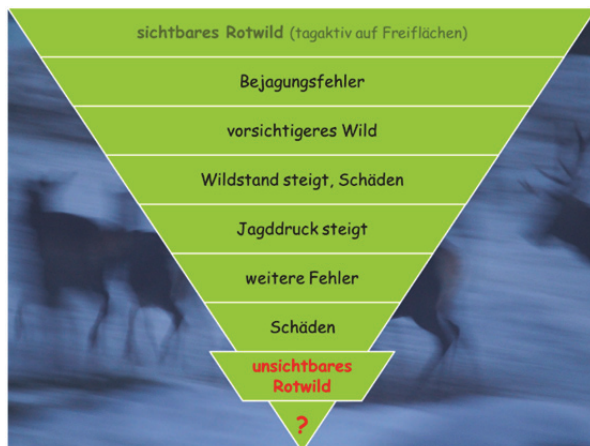 sichtbares Rotwild (tagaktiv auf Freiflächen)
Bejagungsfehler
vorsichtigeres Wild
Wildstand steigt, Schäden
Jagddruck steigt
weitere Fehler
Schäden
unsichtbares
Rotwild
?